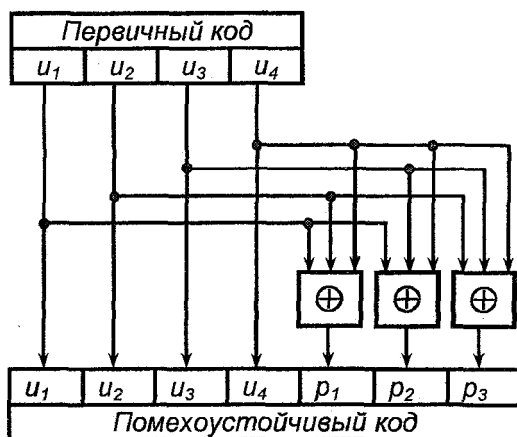 Первичный код
u₁ u₂ u₃ u₄
u₁ u₂ u₃ u₄ p₁ p₂ p₃
Помехоустойчивый код